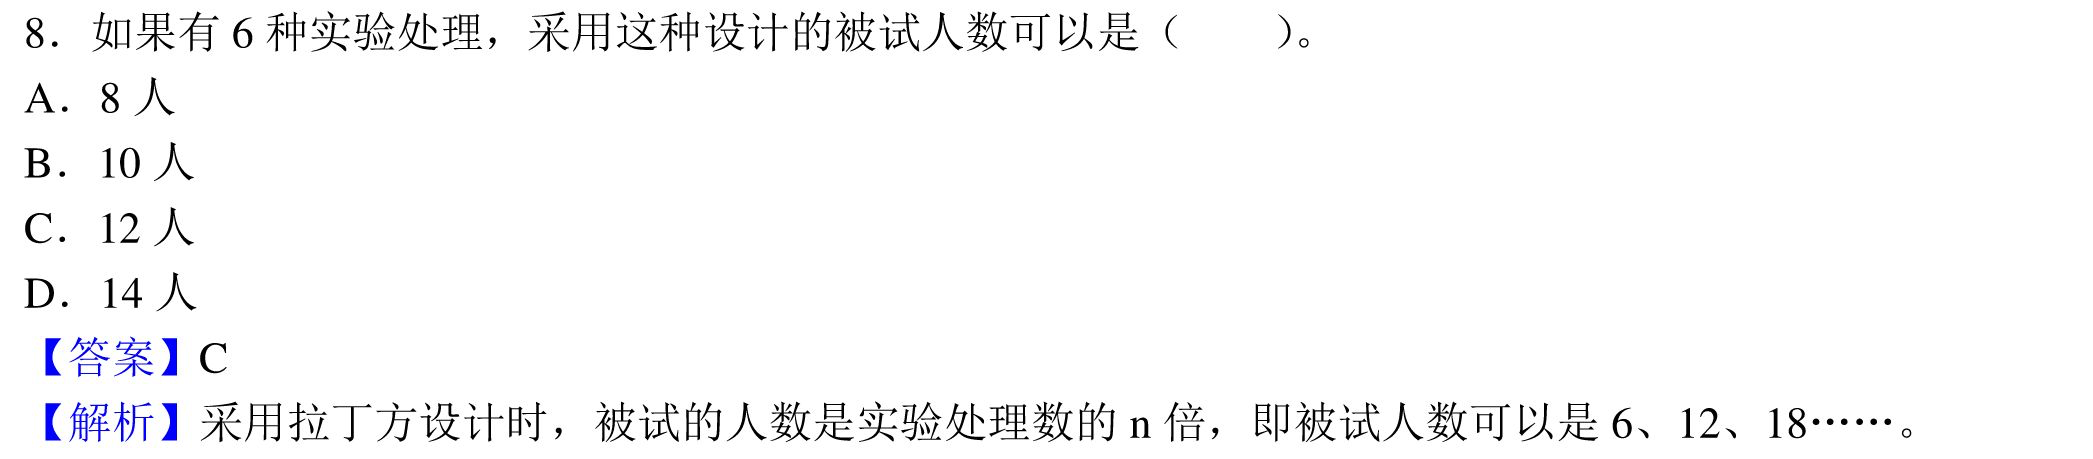 8．如果有 6 种实验处理，采用这种设计的被试人数可以是（　　）。
A．8 人
B．10 人
C．12 人
D．14 人
【答案】C
【解析】采用拉丁方设计时，被试的人数是实验处理数的 n 倍，即被试人数可以是 6、12、18……。